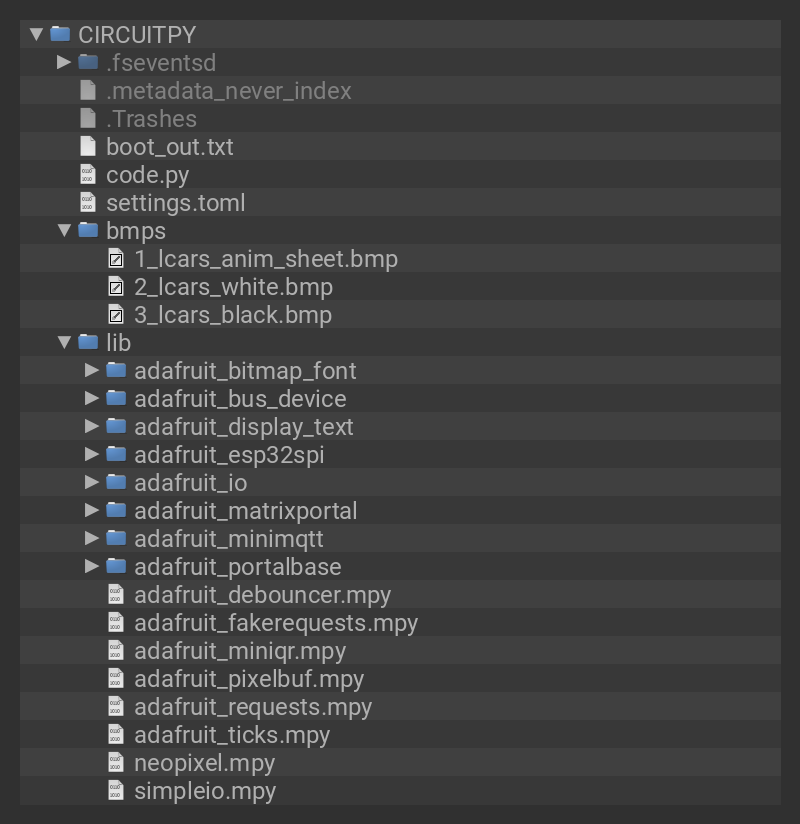 CIRCUITPY
.fseventsd
.metadata_never_index
.Trashes
boot_out.txt
code.py
settings.toml
bmps
1_lcars_anim_sheet.bmp
2_lcars_white.bmp
3_lcars_black.bmp
lib
adafruit_bitmap_font
adafruit_bus_device
adafruit_display_text
adafruit_esp32spi
adafruit_io
adafruit_matrixportal
adafruit_minimqtt
adafruit_portalbase
adafruit_debouncer.mpy
adafruit_fakerequests.mpy
adafruit_miniqr.mpy
adafruit_pixelbuf.mpy
adafruit_requests.mpy
adafruit_ticks.mpy
neopixel.mpy
simpleio.mpy